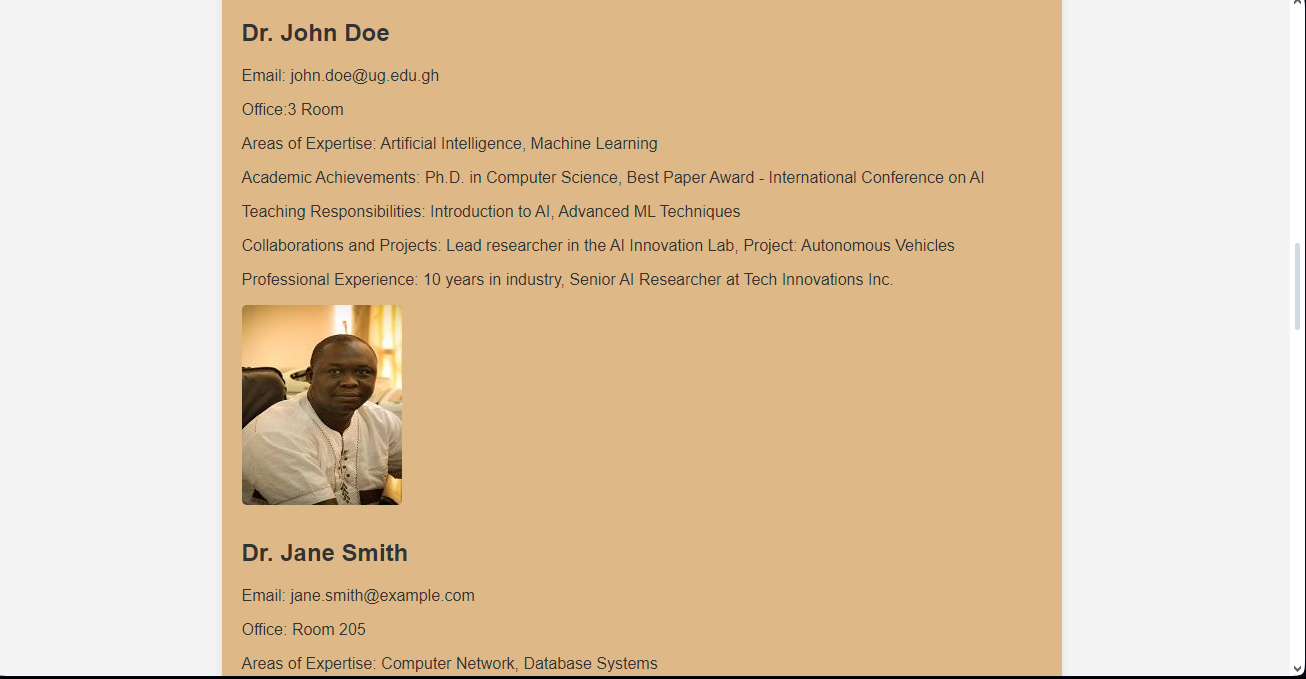 Dr. John Doe
Email: john.doe@ug.edu.gh
Office:3 Room
Areas of Expertise: Artificial Intelligence, Machine Learning
Academic Achievements: Ph.D. in Computer Science, Best Paper Award - International Conference on AI
Teaching Responsibilities: Introduction to AI, Advanced ML Techniques
Collaborations and Projects: Lead researcher in the AI Innovation Lab, Project: Autonomous Vehicles
Professional Experience: 10 years in industry, Senior AI Researcher at Tech Innovations Inc.
Dr. Jane Smith
Email: jane.smith@example.com
Office: Room 205
Areas of Expertise: Computer Network, Database Systems